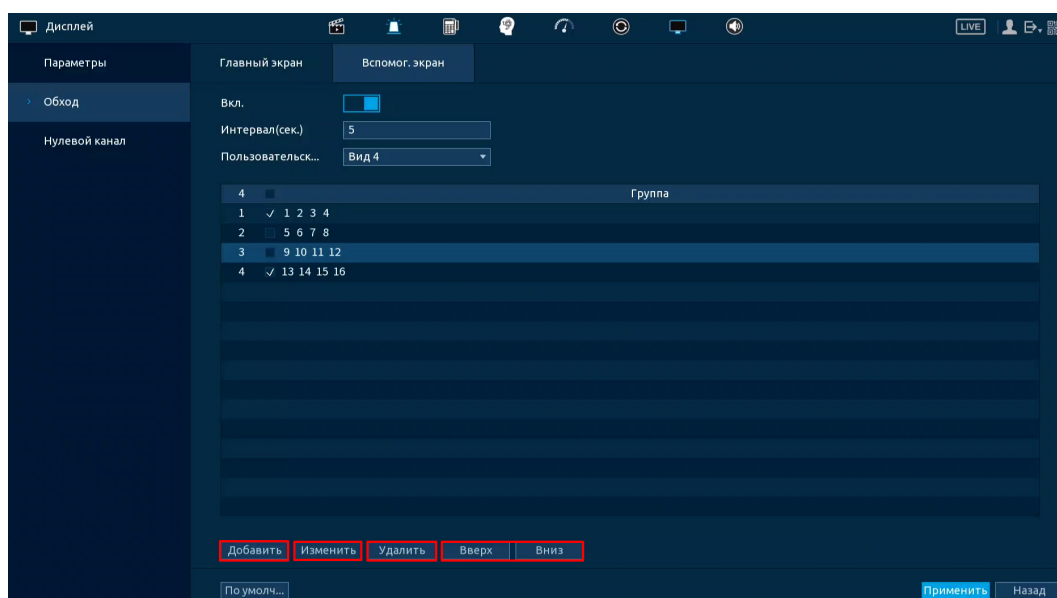 Дисплей LIVE
Параметры
Обход
Нулевой канал
Главный экран Вспомог. экран
Вкл.
Интервал(сек.) 5
Пользовательск... Вид 4
4 Группа
1 1 2 3 4
2 5 6 7 8
3 9 10 11 12
4 13 14 15 16
Добавить Изменить Удалить Вверх Вниз
По умолч... Применить Назад